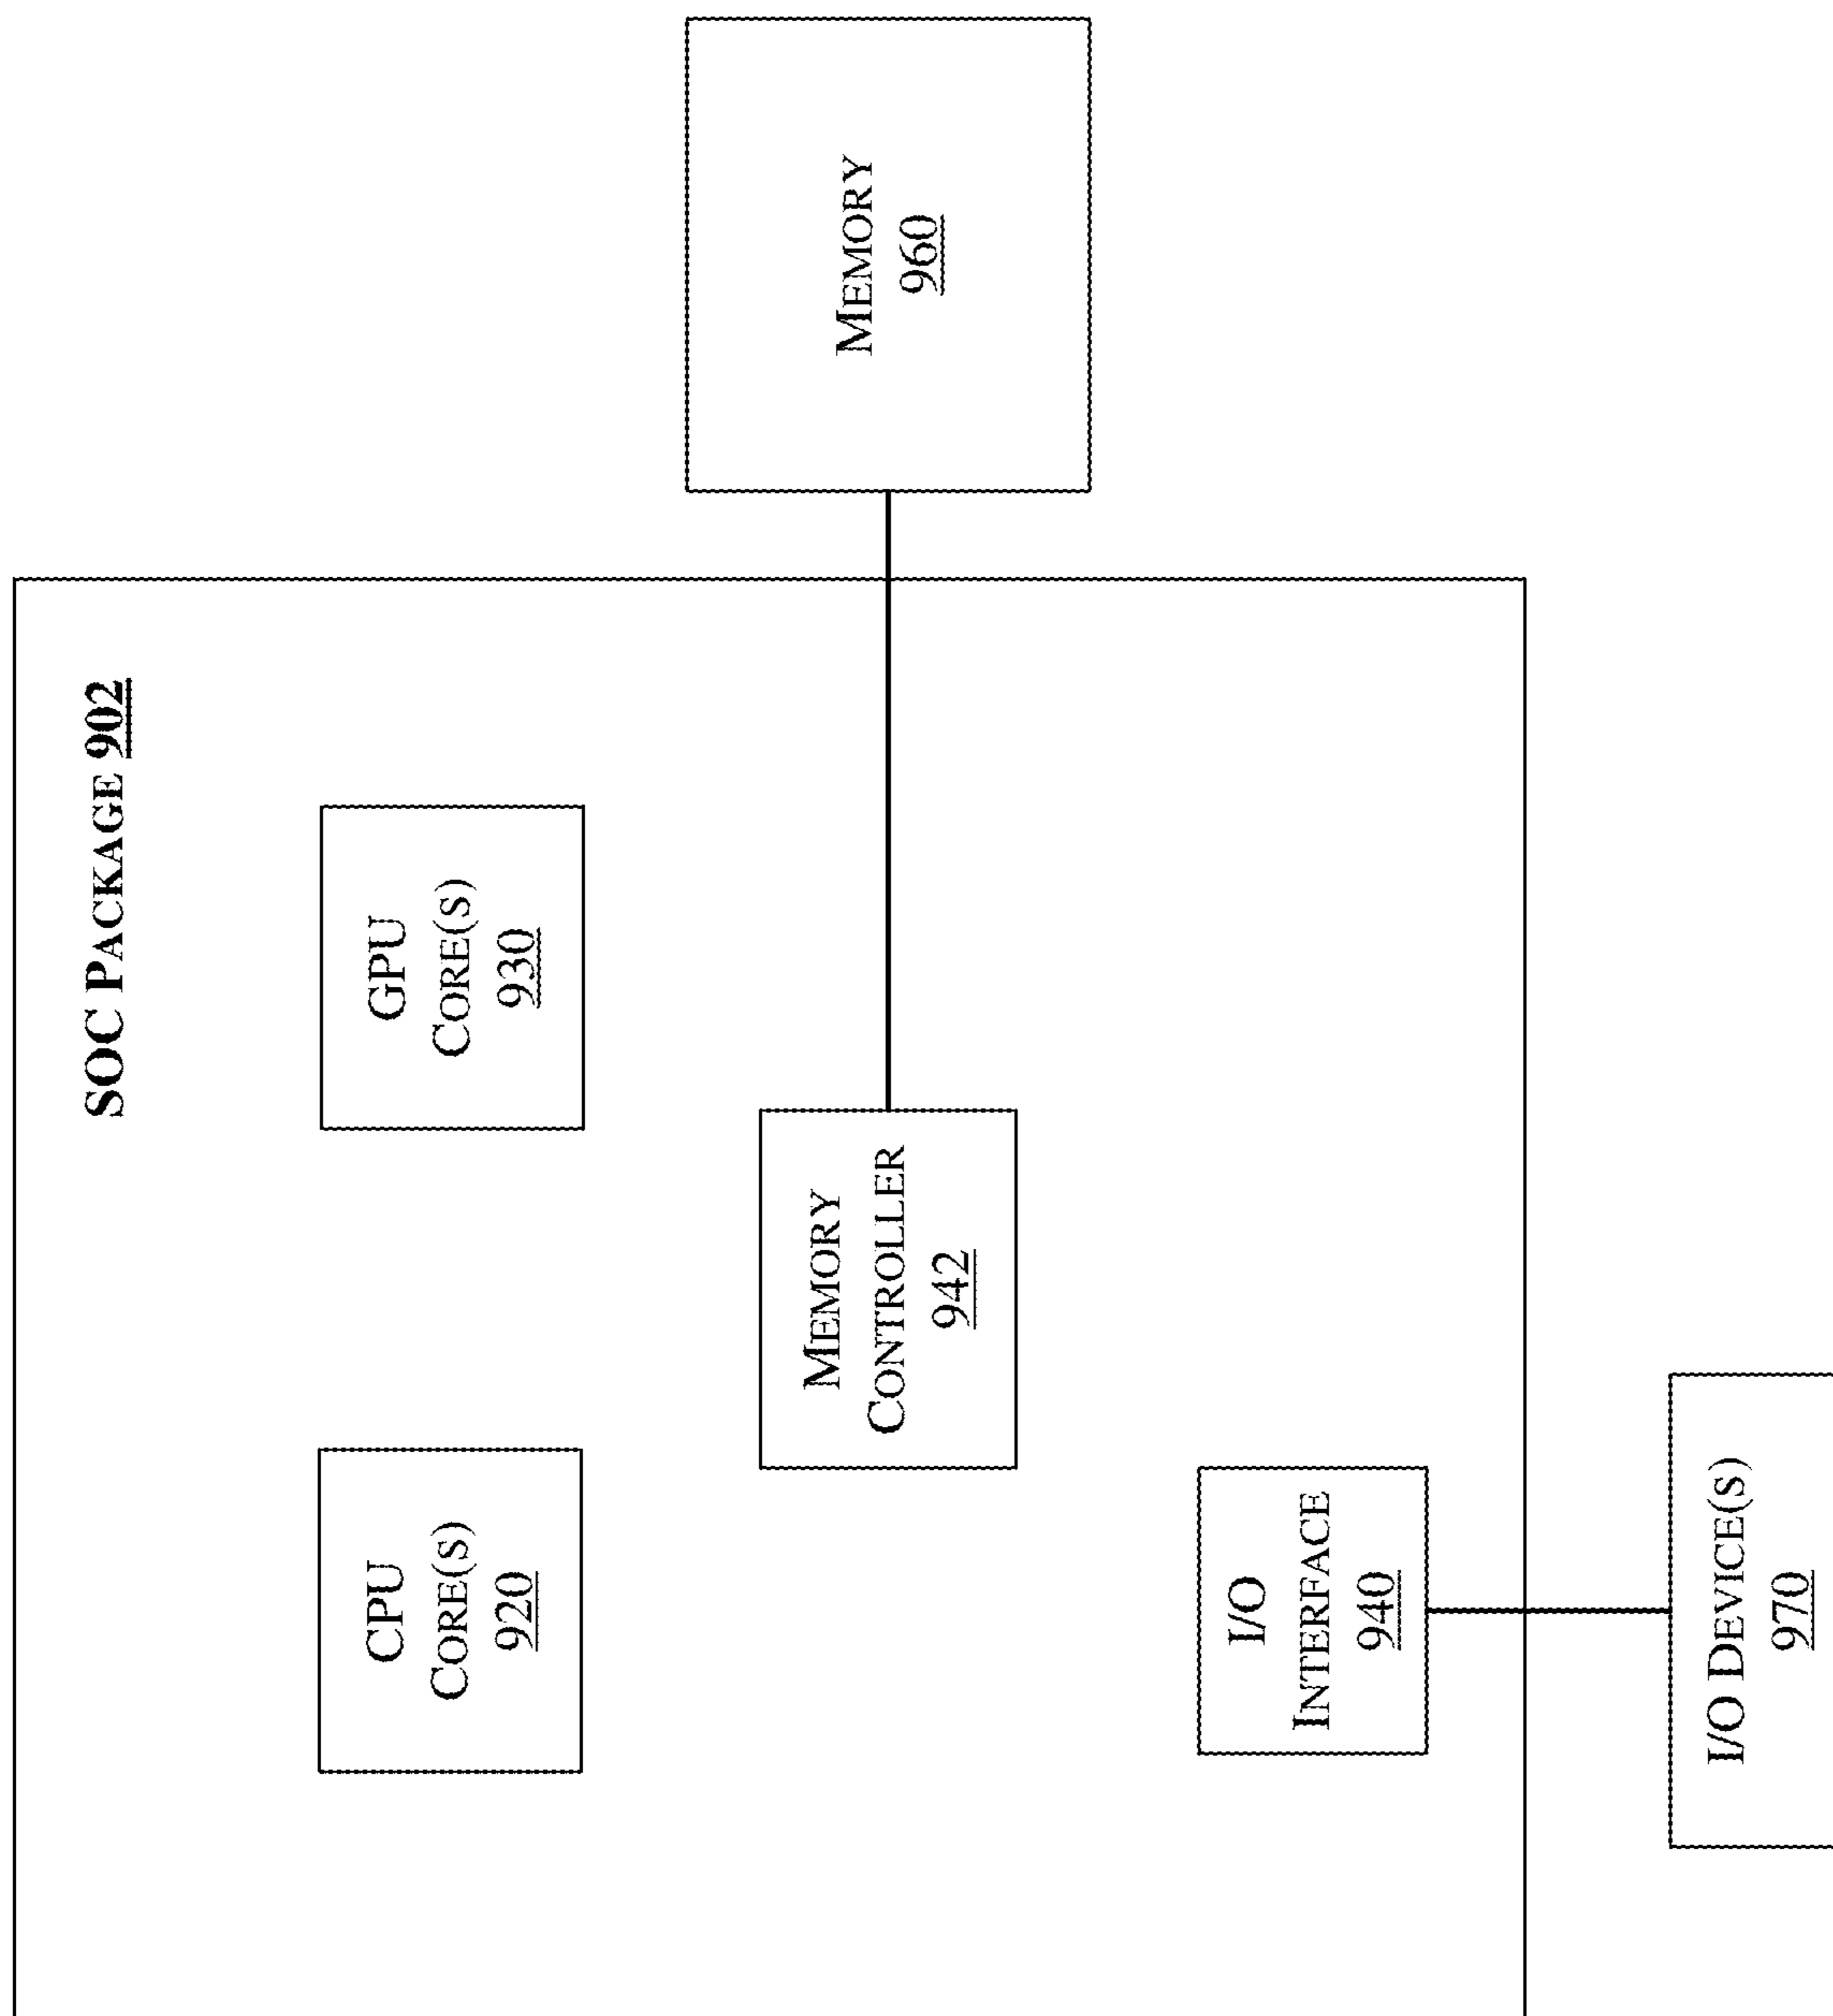 SOC PACKAGE 902
CPU
CORE(S)
920
GPU
CORE(S)
930
MEMORY
CONTROLLER
942
MEMORY
960
I/O
INTERFACE
940
I/O DEVICE(S)
970